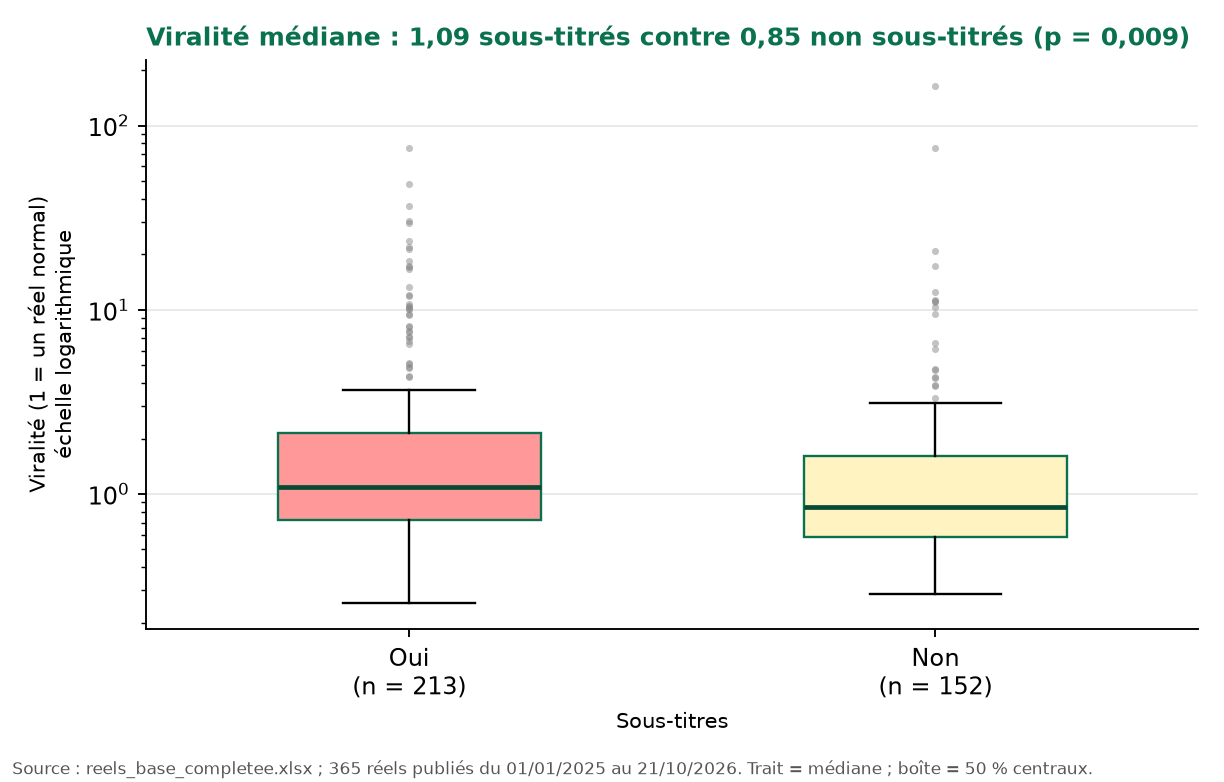 Viralité médiane : 1,09 sous-titrés contre 0,85 non sous-titrés (p = 0,009)
Viralité (1 = un réel normal)
échelle logarithmique
10²
10¹
10⁰
Oui
(n = 213)
Non
(n = 152)
Sous-titres
Source : reels_base_completee.xlsx ; 365 réels publiés du 01/01/2025 au 21/10/2026. Trait = médiane ; boîte = 50 % centraux.